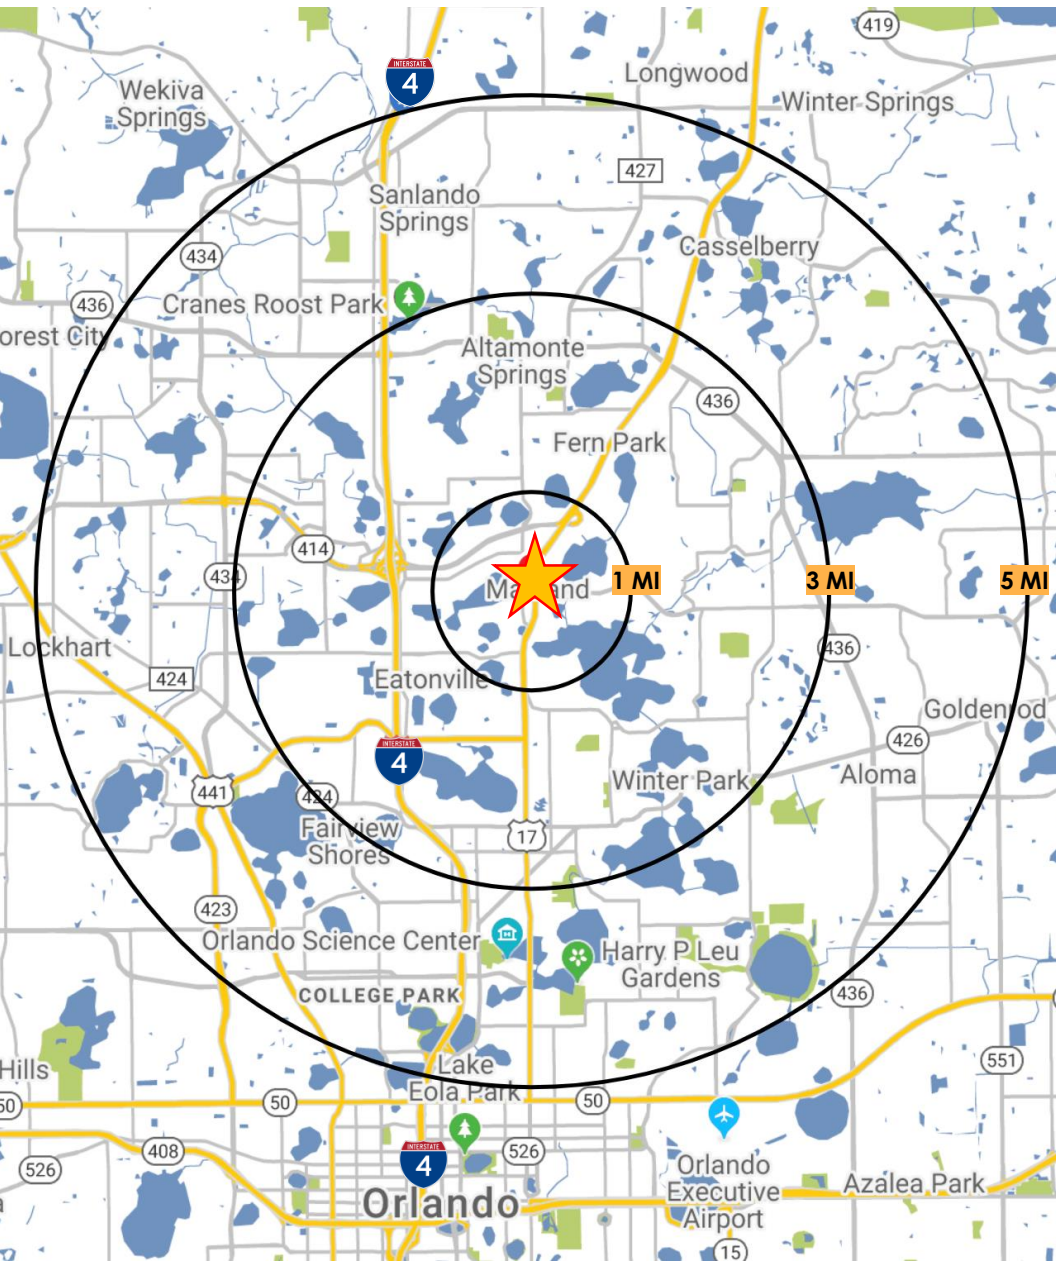 419
INTERSTATE
4
Longwood
Wekiva
Springs
Winter Springs
427
Sanlando
Springs
434
Casselberry
436
Cranes Roost Park
orest City
Altamonte
Springs
436
Fern Park
414
434
Ma
and
1 MI
3 MI
5 MI
Lockhart
436
424
Eatonville
Goldenrod
INTERSTATE
4
426
Winter Park
Aloma
441
424
17
Fairview
Shores
423
Orlando Science Center
Harry P Leu
Gardens
COLLEGE PARK
436
Hills
Lake
Eola Park
551
50
50
50
408
526
INTERSTATE
4
526
Orlando
Executive
Airport
Azalea Park
Orlando
15